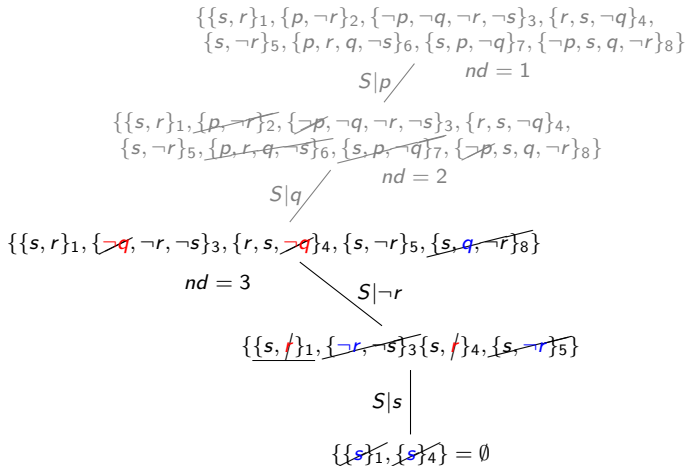 {{s, r}₁, {p, ¬r}₂, {¬p, ¬q, ¬r, ¬s}₃, {r, s, ¬q}₄,
{s, ¬r}₅, {p, r, q, ¬s}₆, {s, p, ¬q}₇, {¬p, s, q, ¬r}₈}
S|p
nd = 1
{{s, r}₁, {p, ¬r}₂, {¬p, ¬q, ¬r, ¬s}₃, {r, s, ¬q}₄,
{s, ¬r}₅, {p, r, q, ¬s}₆, {s, p, ¬q}₇, {¬p, s, q, ¬r}₈}
S|q
nd = 2
{{s, r}₁, {¬q, ¬r, ¬s}₃, {r, s, ¬q}₄, {s, ¬r}₅, {s, q, ¬r}₈}
nd = 3
S|¬r
{{s, r}₁, {¬r, ¬s}₃{s, r}₄, {s, ¬r}₅}
S|s
{{s}₁, {s}₄} = ∅